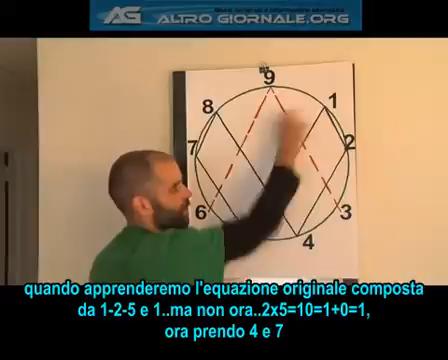 ALTRO GIORNALE.ORG
9
8
1
7
2
6
3
4
quando apprenderemo l'equazione originale composta
da 1-2-5 e 1..ma non ora..2x5=10=1+0=1,
ora prendo 4 e 7